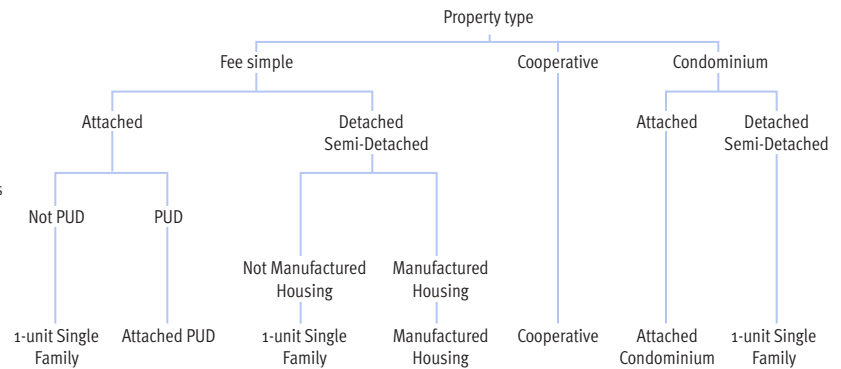 Property type
Fee simple
Cooperative
Condominium
Attached
Detached
Semi-Detached
Attached
Detached
Semi-Detached
s
Not PUD
PUD
Not Manufactured
Housing
Manufactured
Housing
1-unit Single
Family
Attached PUD
1-unit Single
Family
Manufactured
Housing
Cooperative
Attached
Condominium
1-unit Single
Family